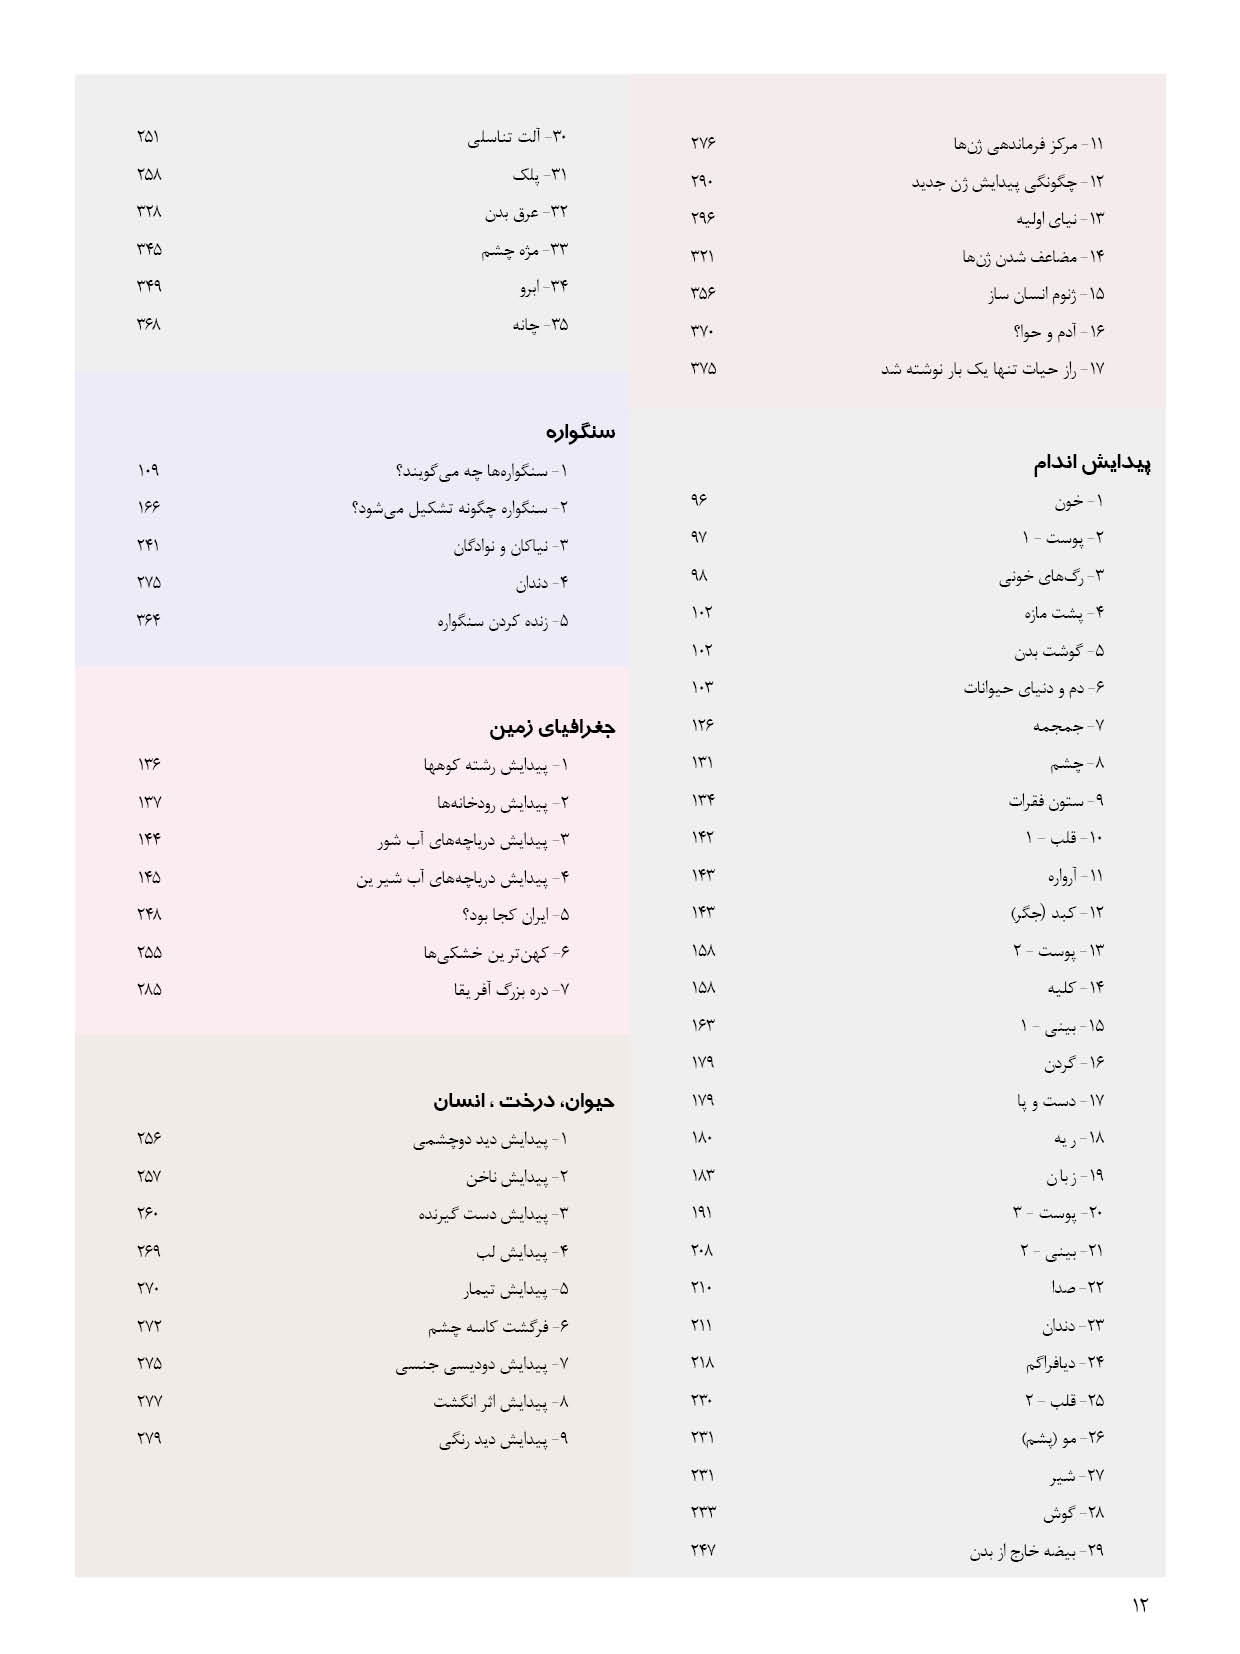 ۱۱- مرکز فرماندهی ژن‌ها ۲۷۶
۱۲- چگونگی پیدایش ژن جدید ۲۹۰
۱۳- نیای اولیه ۲۹۶
۱۴- مضاعف شدن ژن‌ها ۳۲۱
۱۵- ژنوم انسان ساز ۳۵۶
۱۶- آدم و حوا؟ ۳۷۰
۱۷- راز حیات تنها یک بار نوشته شد ۳۷۵
پیدایش اندام
۱- خون ۹۶
۲- پوست - ۱ ۹۷
۳- رگ‌های خونی ۹۸
۴- پشت مازه ۱۰۲
۵- گوشت بدن ۱۰۲
۶- دم و دنیای حیوانات ۱۰۳
۷- جمجمه ۱۲۶
۸- چشم ۱۳۱
۹- ستون فقرات ۱۳۴
۱۰- قلب - ۱ ۱۴۲
۱۱- آرواره ۱۴۳
۱۲- کبد (جگر) ۱۴۳
۱۳- پوست - ۲ ۱۵۸
۱۴- کلیه ۱۵۸
۱۵- بینی - ۱ ۱۶۳
۱۶- گردن ۱۷۹
۱۷- دست و پا ۱۷۹
۱۸- ریه ۱۸۰
۱۹- زبان ۱۸۳
۲۰- پوست - ۳ ۱۹۱
۲۱- بینی - ۲ ۲۰۸
۲۲- صدا ۲۱۰
۲۳- دندان ۲۱۱
۲۴- دیافراگم ۲۱۸
۲۵- قلب - ۲ ۲۳۰
۲۶- مو (پشم) ۲۳۱
۲۷- شیر ۲۳۱
۲۸- گوش ۲۳۳
۲۹- بیضه خارج از بدن ۲۴۷
۳۰- آلت تناسلی ۲۵۱
۳۱- پلک ۲۵۸
۳۲- عرق بدن ۳۲۸
۳۳- مژه چشم ۳۴۵
۳۴- ابرو ۳۴۹
۳۵- چانه ۳۶۸
سنگواره
۱- سنگواره‌ها چه می‌گویند؟ ۱۰۹
۲- سنگواره چگونه تشکیل می‌شود؟ ۱۶۶
۳- نیاکان و نوادگان ۲۴۱
۴- دندان ۲۷۵
۵- زنده کردن سنگواره ۳۶۴
جغرافیای زمین
۱- پیدایش رشته کوهها ۱۳۶
۲- پیدایش رودخانه‌ها ۱۳۷
۳- پیدایش دریاچه‌های آب شور ۱۴۴
۴- پیدایش دریاچه‌های آب شیرین ۱۴۵
۵- ایران کجا بود؟ ۲۴۸
۶- کهن‌ترین خشکی‌ها ۲۵۵
۷- دره بزرگ آفریقا ۲۸۵
حیوان، درخت ، انسان
۱- پیدایش دید دوچشمی ۲۵۶
۲- پیدایش ناخن ۲۵۷
۳- پیدایش دست گیرنده ۲۶۰
۴- پیدایش لب ۲۶۹
۵- پیدایش تیمار ۲۷۰
۶- فرگشت کاسه چشم ۲۷۲
۷- پیدایش دودیسی جنسی ۲۷۵
۸- پیدایش اثر انگشت ۲۷۷
۹- پیدایش دید رنگی ۲۷۹
۱۲